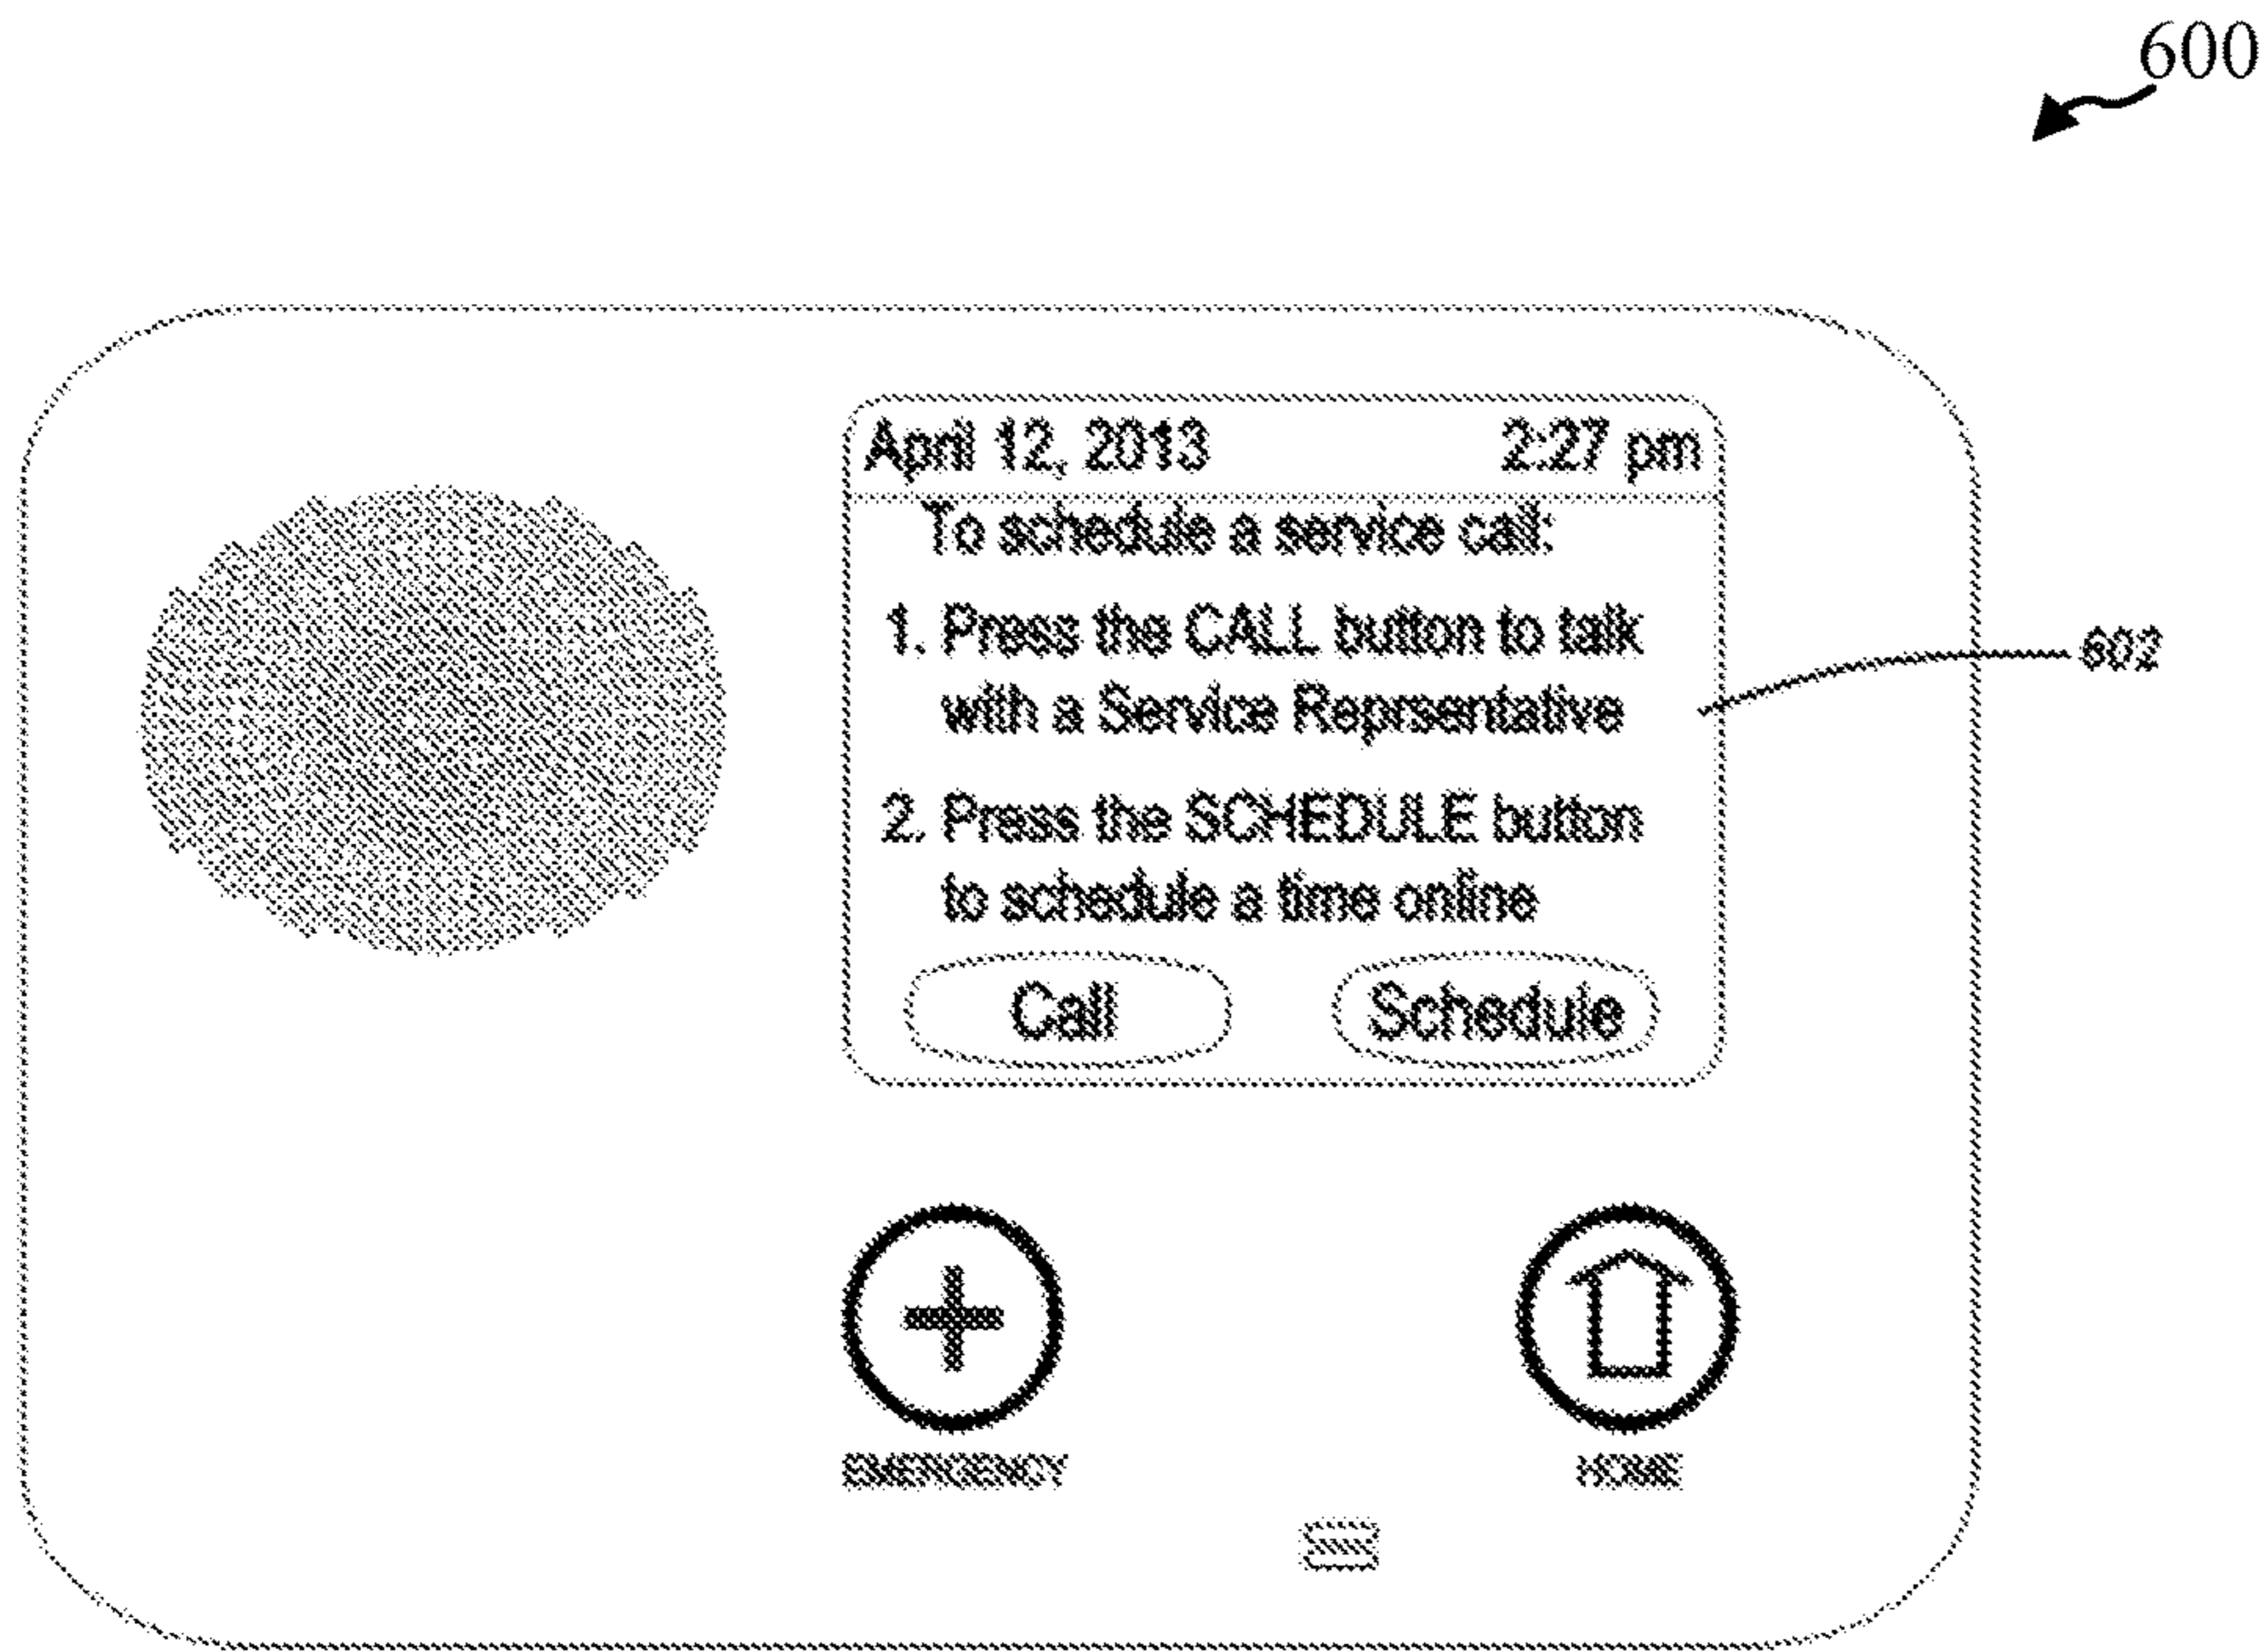 600
April 12, 2013 2:27 pm
To schedule a service call:
1. Press the CALL button to talk
with a Service Reprsentative
602
2. Press the SCHEDULE button
to schedule a time online
Call Schedule
EMERGENCY HOME